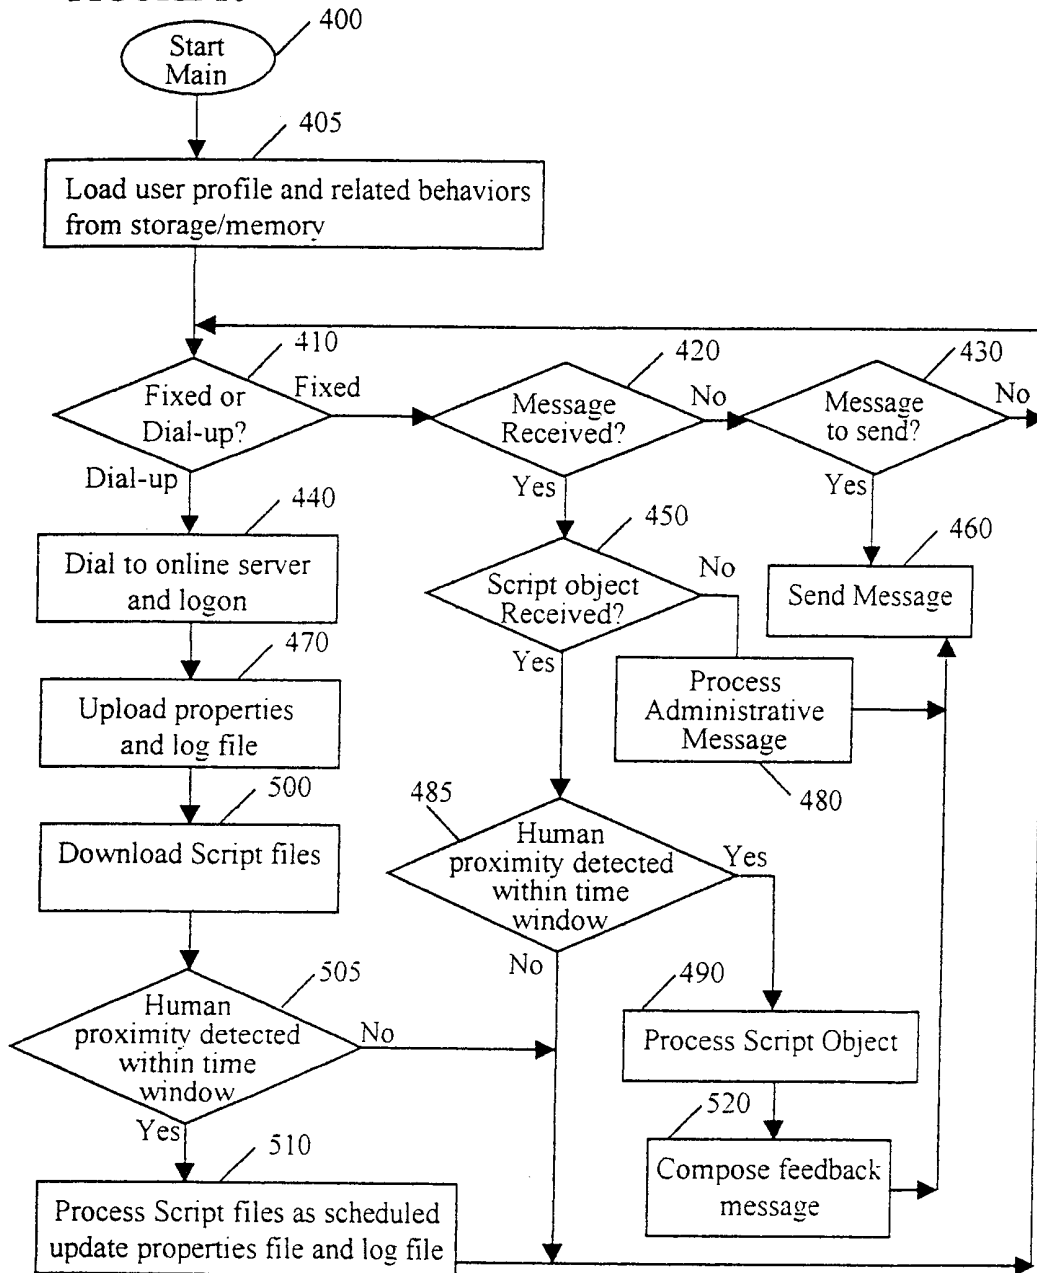 400
Start
Main
405
Load user profile and related behaviors
from storage/memory
410
Fixed or
Dial-up?
Fixed
Dial-up
420
Message
Received?
No
Yes
430
Message
to send?
No
Yes
440
Dial to online server
and logon
450
Script object
Received?
No
Yes
460
Send Message
470
Upload properties
and log file
Process
Administrative
Message
480
500
Download Script files
485
Human
proximity detected
within time
window
Yes
No
505
Human
proximity detected
within time
window
No
Yes
490
Process Script Object
510
Process Script files as scheduled
update properties file and log file
520
Compose feedback
message